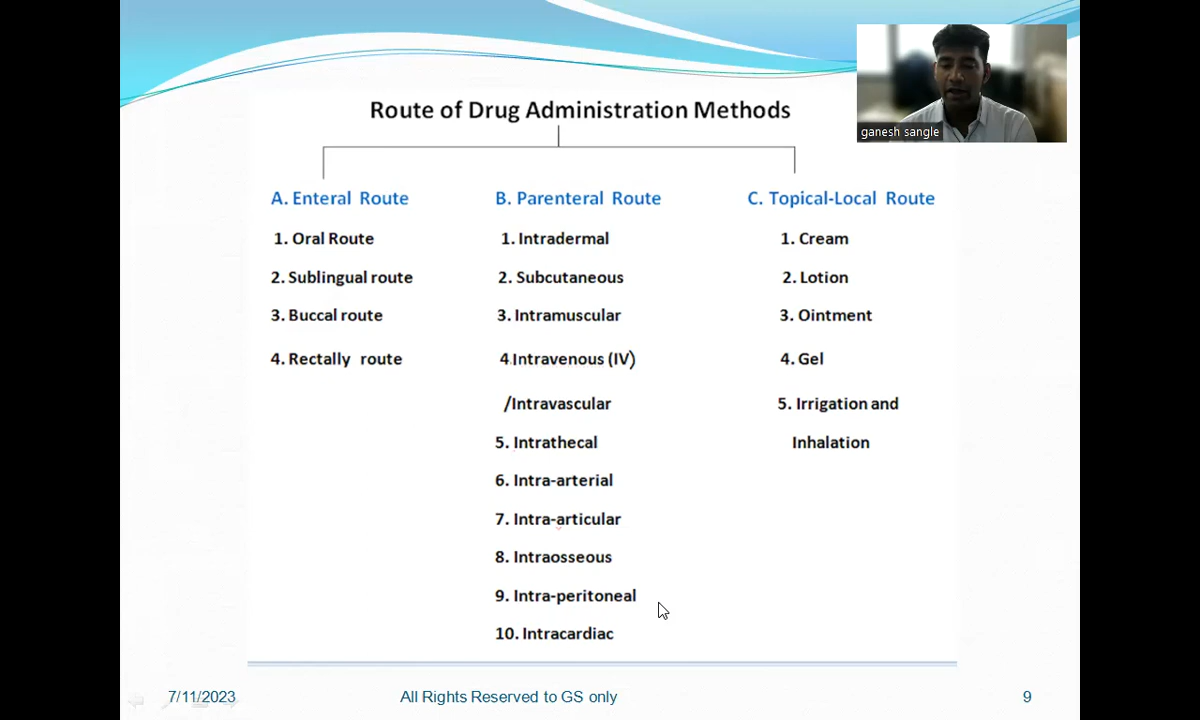 Route of Drug Administration Methods
ganesh sangle
A. Enteral Route
1. Oral Route
2. Sublingual route
3. Buccal route
4. Rectally route
B. Parenteral Route
1. Intradermal
2. Subcutaneous
3. Intramuscular
4.Intravenous (IV)
/Intravascular
5. Intrathecal
6. Intra-arterial
7. Intra-articular
8. Intraosseous
9. Intra-peritoneal
10. Intracardiac
C. Topical-Local Route
1. Cream
2. Lotion
3. Ointment
4. Gel
5. Irrigation and
Inhalation
7/11/2023
All Rights Reserved to GS only
9